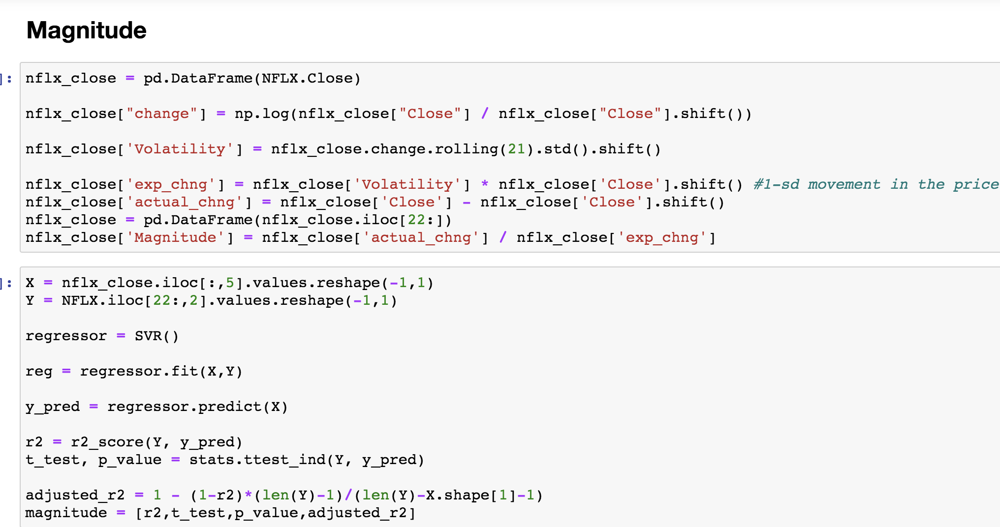 Magnitude
]: nflx_close = pd.DataFrame(NFLX.Close)
nflx_close["change"] = np.log(nflx_close["Close"] / nflx_close["Close"].shift())
nflx_close['Volatility'] = nflx_close.change.rolling(21).std().shift()
nflx_close['exp_chng'] = nflx_close['Volatility'] * nflx_close['Close'].shift() #1-sd movement in the price
nflx_close['actual_chng'] = nflx_close['Close'] - nflx_close['Close'].shift()
nflx_close = pd.DataFrame(nflx_close.iloc[22:])
nflx_close['Magnitude'] = nflx_close['actual_chng'] / nflx_close['exp_chng']
]: X = nflx_close.iloc[:,5].values.reshape(-1,1)
Y = NFLX.iloc[22:,2].values.reshape(-1,1)
regressor = SVR()
reg = regressor.fit(X,Y)
y_pred = regressor.predict(X)
r2 = r2_score(Y, y_pred)
t_test, p_value = stats.ttest_ind(Y, y_pred)
adjusted_r2 = 1 - (1-r2)*(len(Y)-1)/(len(Y)-X.shape[1]-1)
magnitude = [r2,t_test,p_value,adjusted_r2]